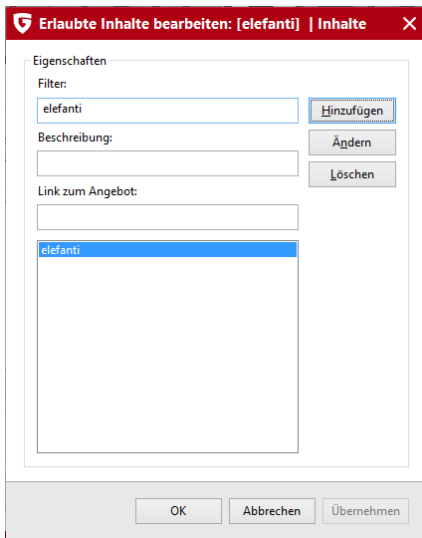 Erlaubte Inhalte bearbeiten: [elefanti] | Inhalte
Eigenschaften
Filter:
elefanti
Hinzufügen
Beschreibung:
Ändern
Löschen
Link zum Angebot:
elefanti
OK
Abbrechen
Übernehmen